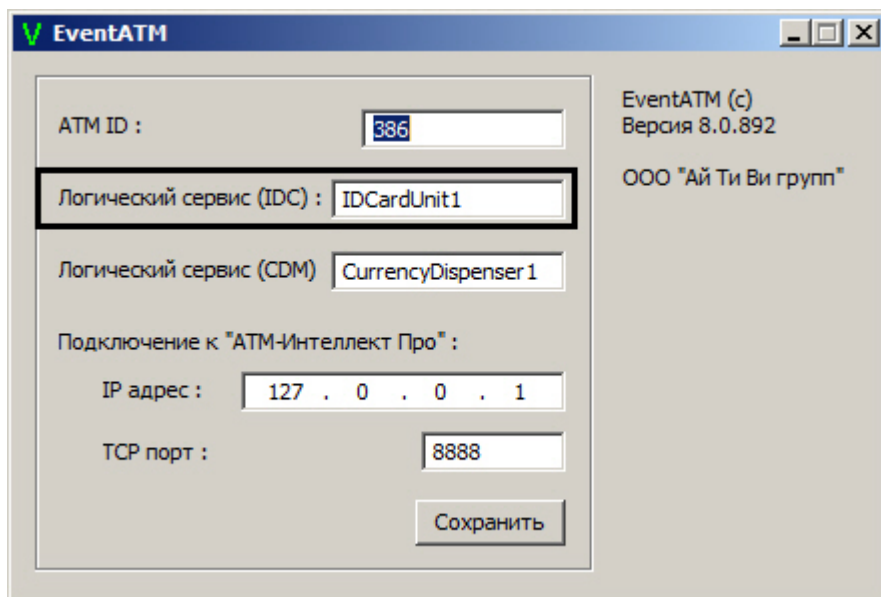 EventATM
ATM ID :
386
Логический сервис (IDC) :
IDCardUnit1
Логический сервис (CDM)
CurrencyDispenser1
Подключение к "АТМ-Интеллект Про" :
IP адрес :
127 . 0 . 0 . 1
TCP порт :
8888
Сохранить
EventATM (c)
Версия 8.0.892
ООО "Ай Ти Ви групп"